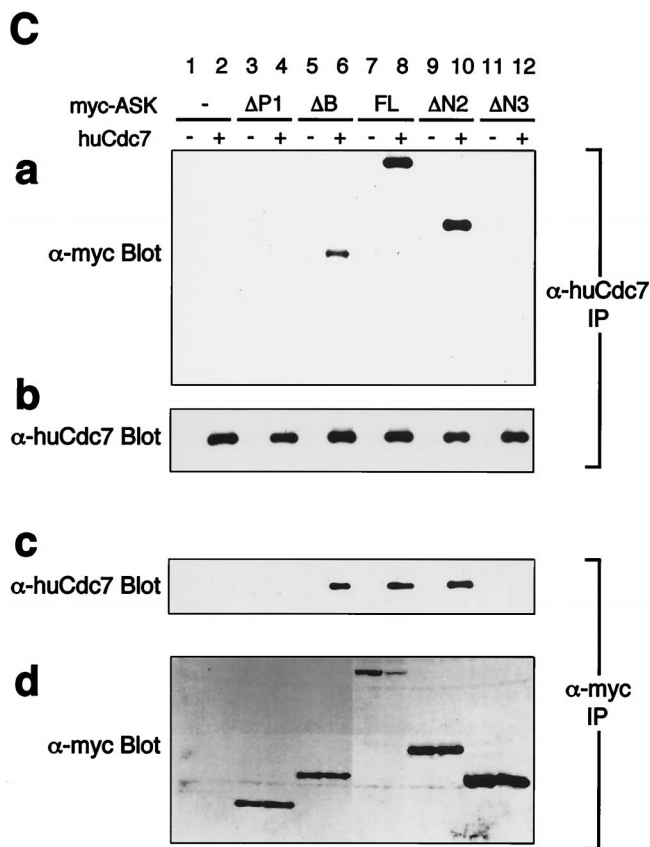 C
1 2 3 4 5 6 7 8 9 10 11 12
myc-ASK - ΔP1 ΔB FL ΔN2 ΔN3
huCdc7 - + - + - + - + - + - +
a
α-myc Blot
α-huCdc7
IP
b
α-huCdc7 Blot
c
α-huCdc7 Blot
d
α-myc
IP
α-myc Blot